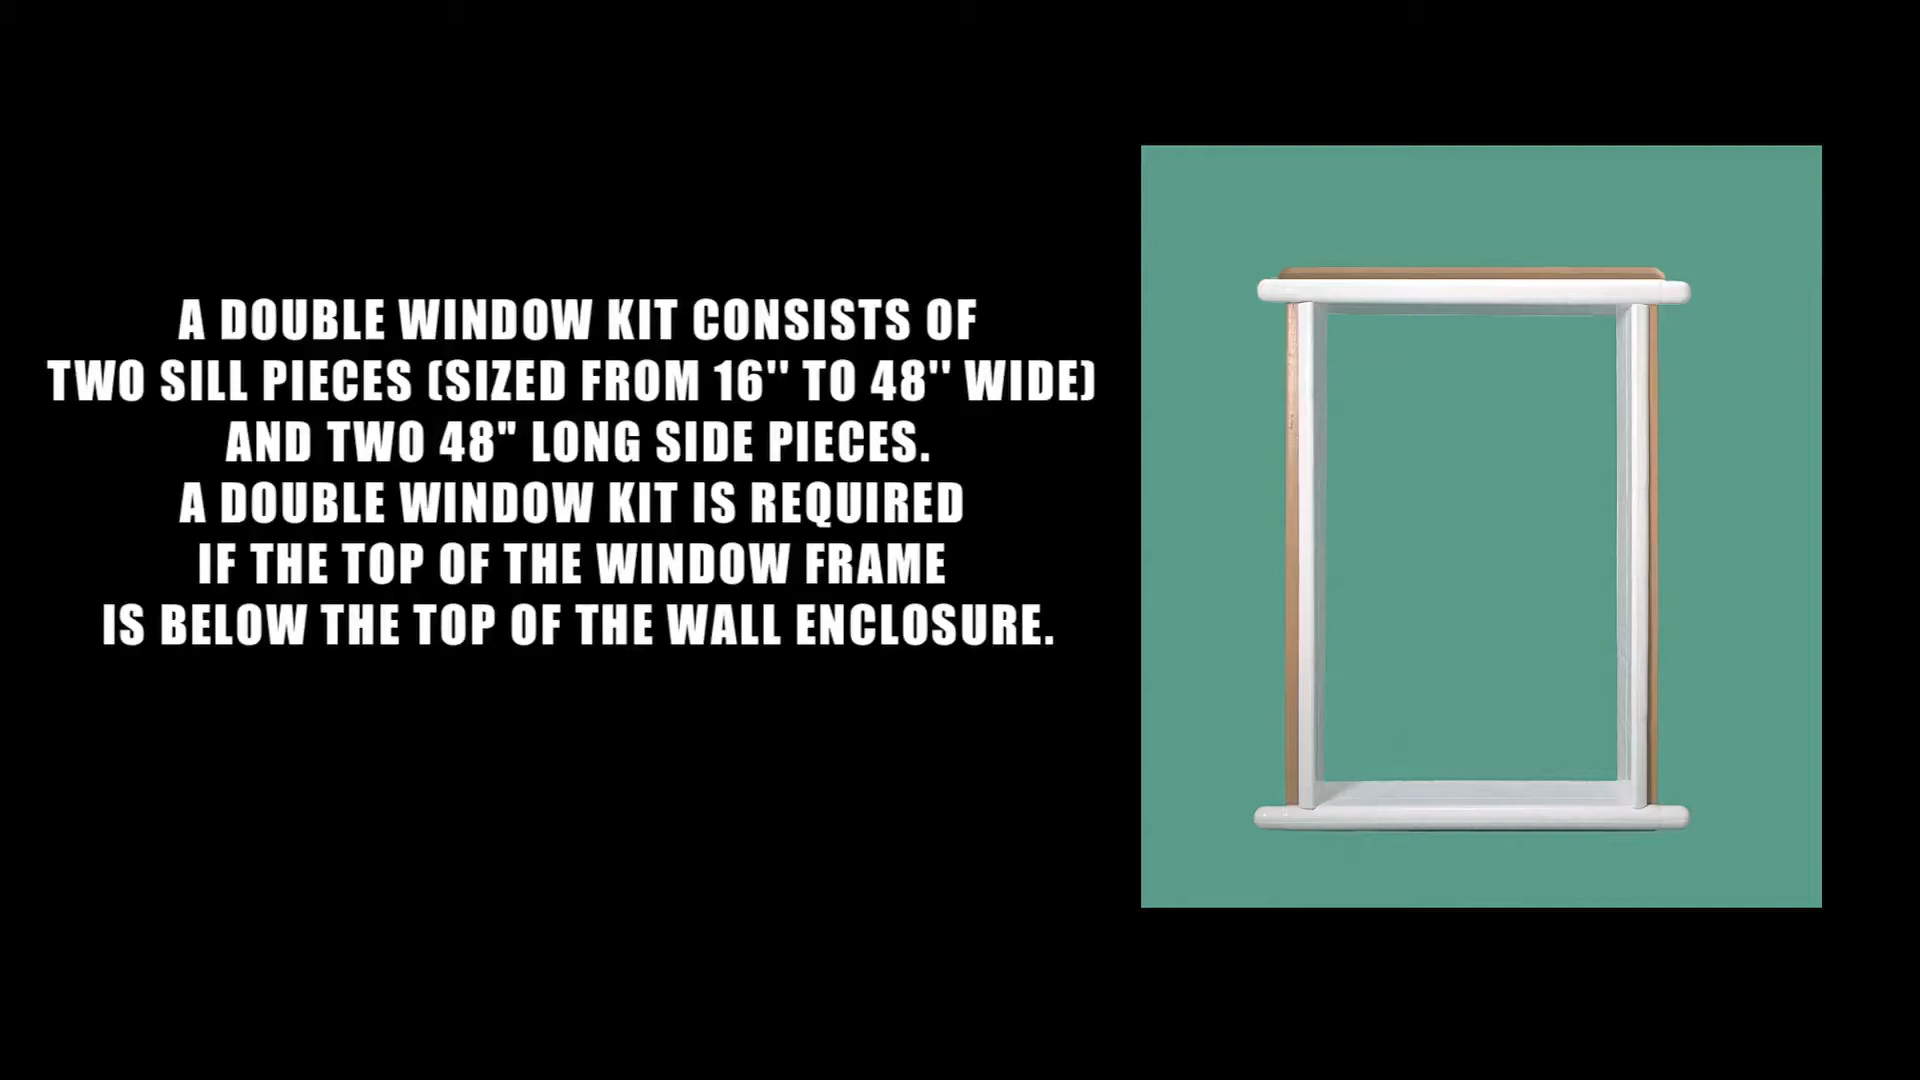 A DOUBLE WINDOW KIT CONSISTS OF
TWO SILL PIECES (SIZED FROM 16'' TO 48'' WIDE)
AND TWO 48" LONG SIDE PIECES.
A DOUBLE WINDOW KIT IS REQUIRED
IF THE TOP OF THE WINDOW FRAME
IS BELOW THE TOP OF THE WALL ENCLOSURE.